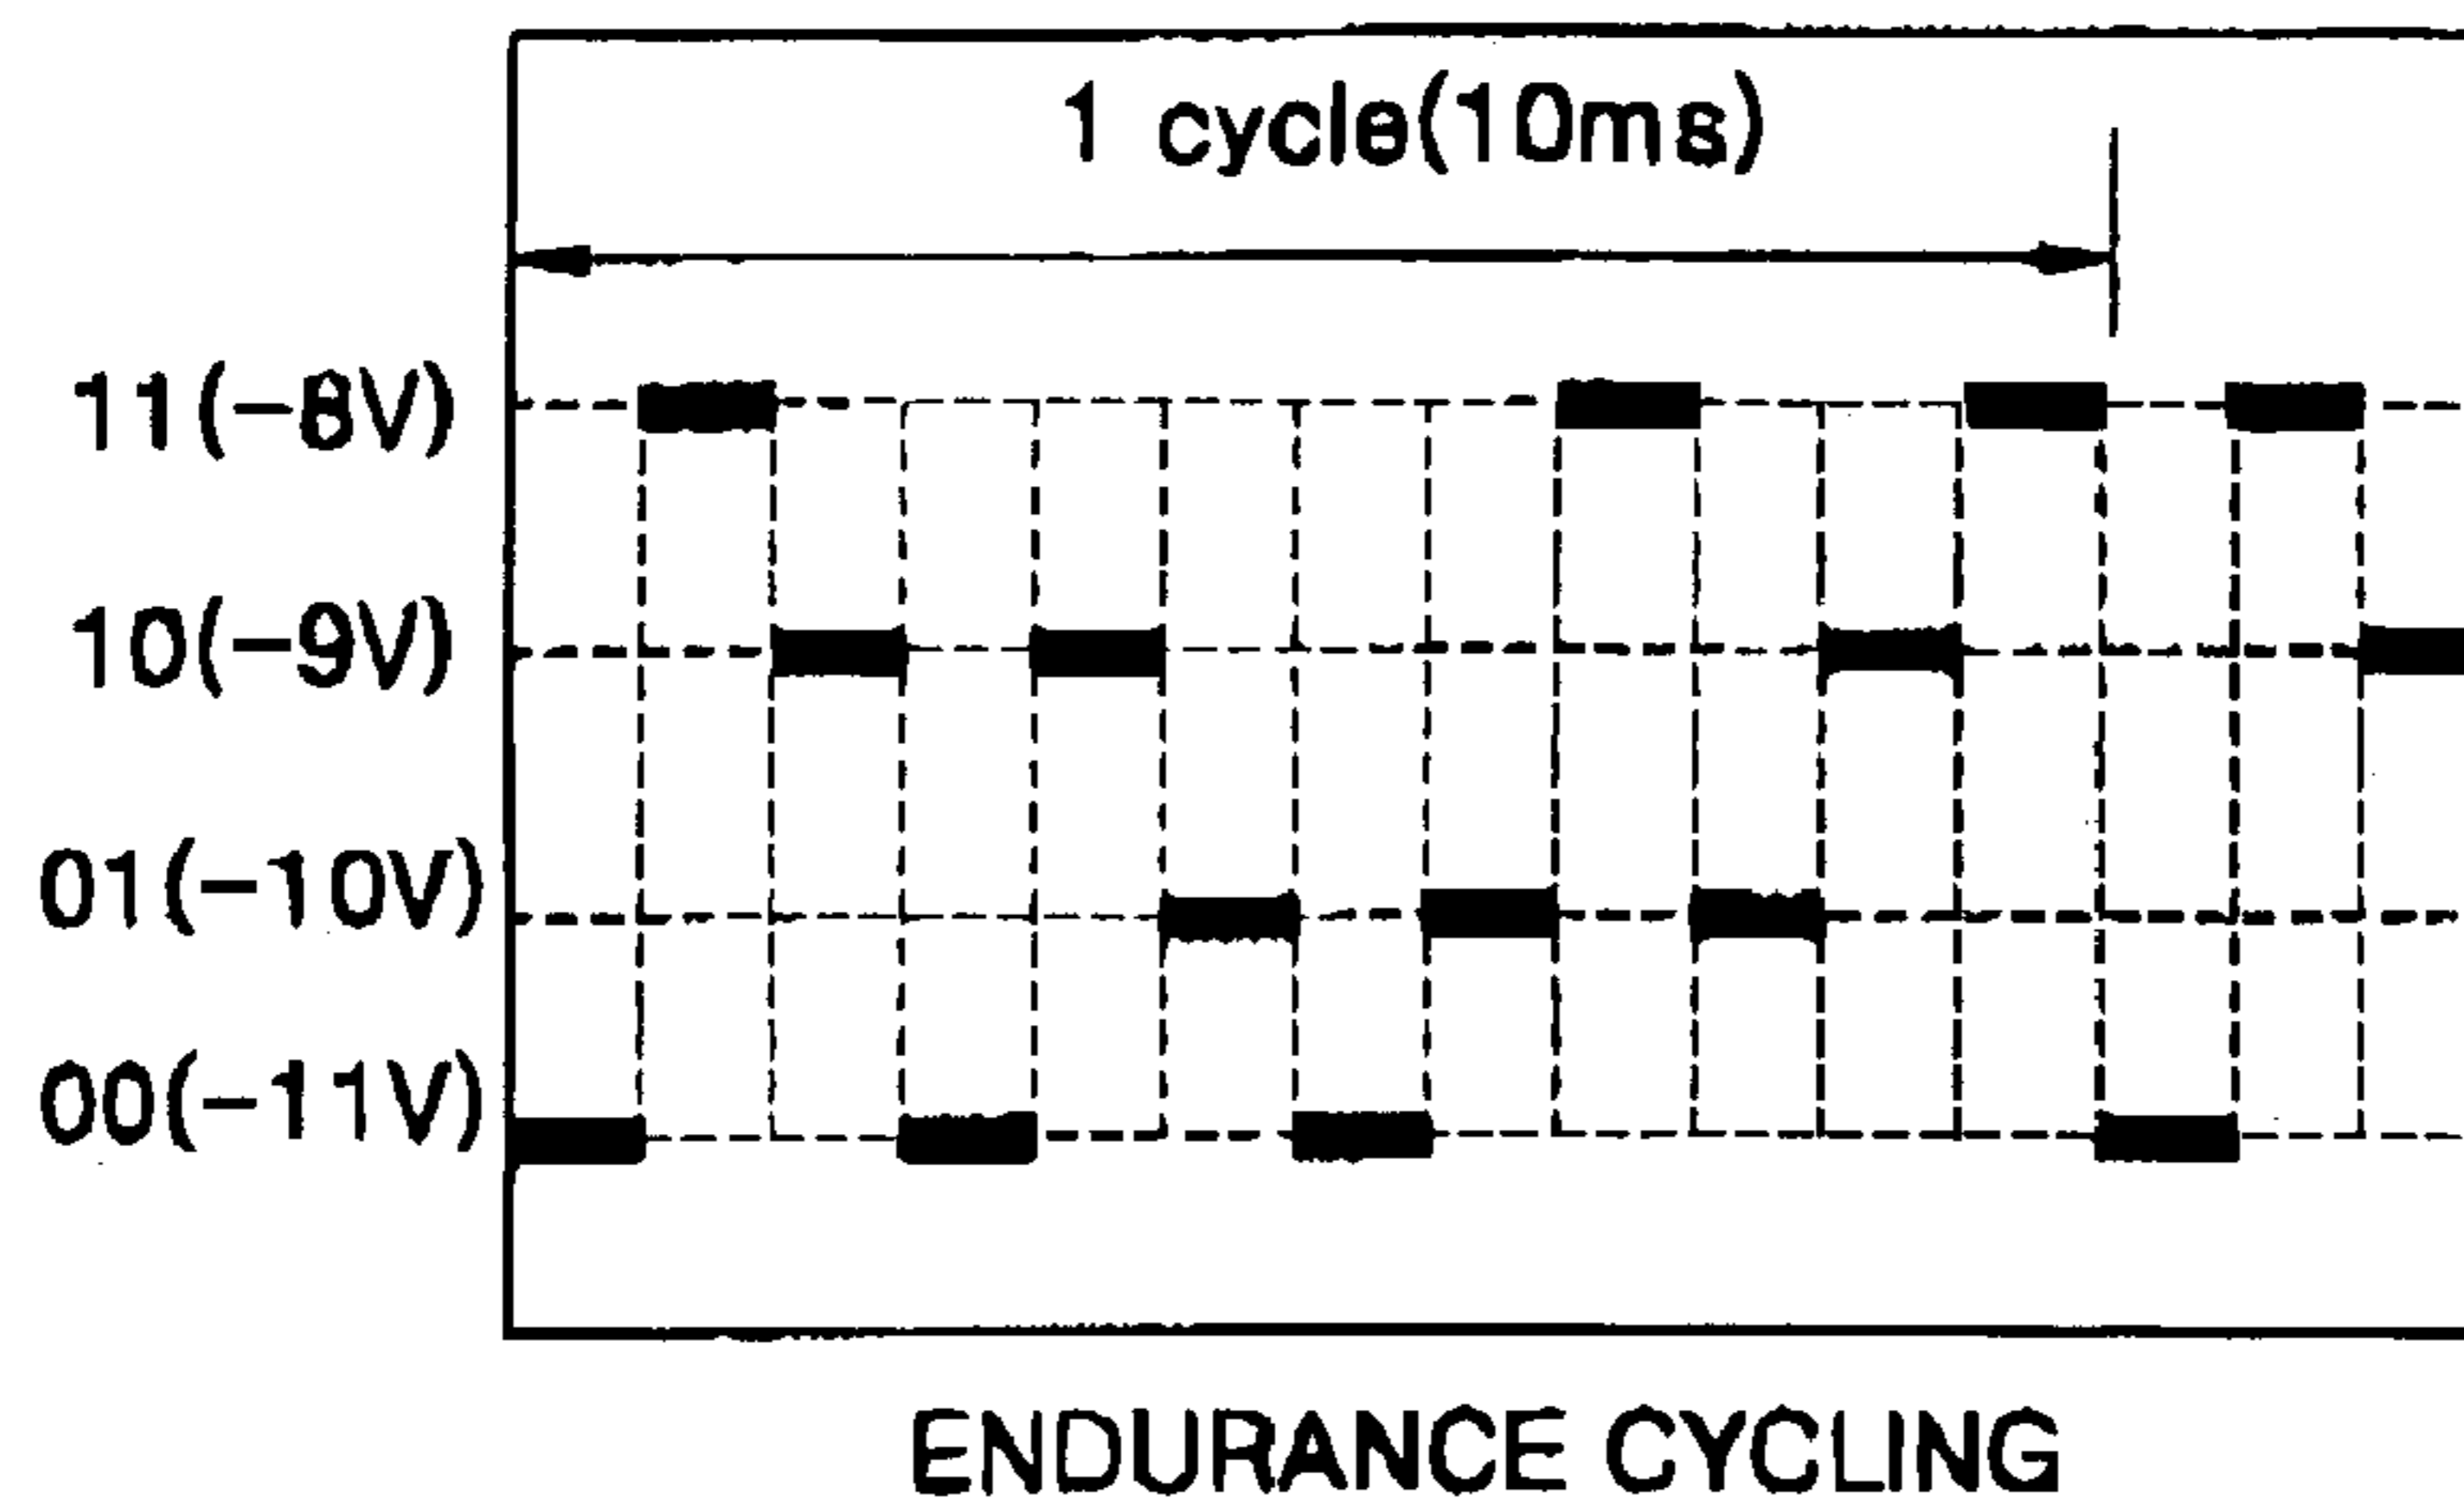 1 cycle(10ms)
11(−8V)
10(−9V)
01(−10V)
00(−11V)
ENDURANCE CYCLING